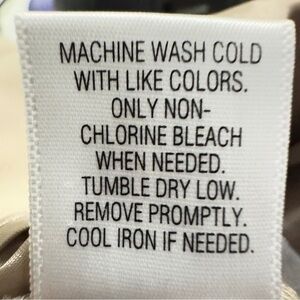 MACHINE WASH COLD
WITH LIKE COLORS.
ONLY NON-
CHLORINE BLEACH
WHEN NEEDED.
TUMBLE DRY LOW.
REMOVE PROMPTLY.
COOL IRON IF NEEDED.